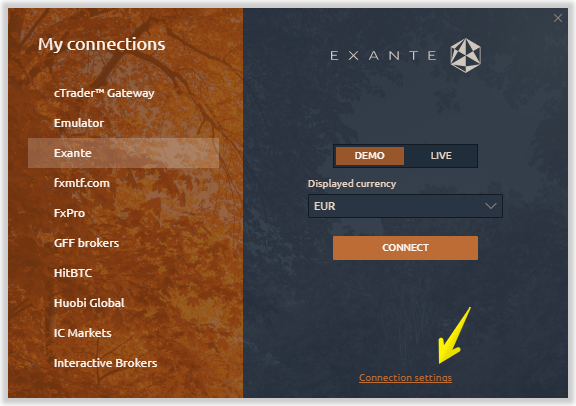 My connections
cTrader™ Gateway
Emulator
Exante
fxmtf.com
FxPro
GFF brokers
HitBTC
Huobi Global
IC Markets
Interactive Brokers
EXANTE
DEMO LIVE
Displayed currency
EUR
CONNECT
Connection settings